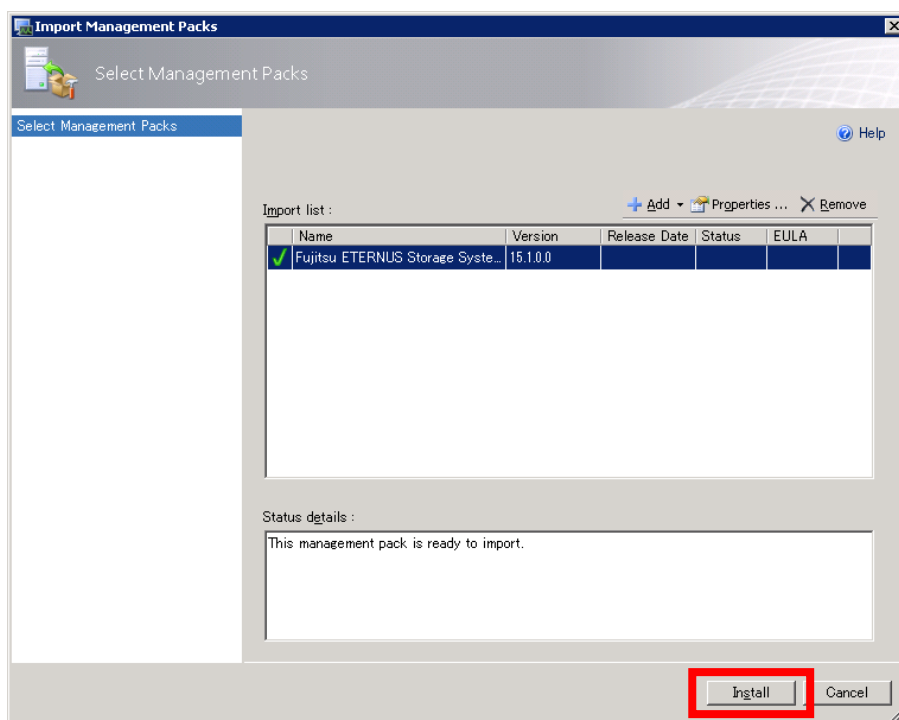 Import Management Packs
Select Management Packs
Select Management Packs
Help
Import list :
Add
Properties ...
Remove
Name Version Release Date Status EULA
Fujitsu ETERNUS Storage Syste... 15.1.0.0
Status details :
This management pack is ready to import.
Install
Cancel